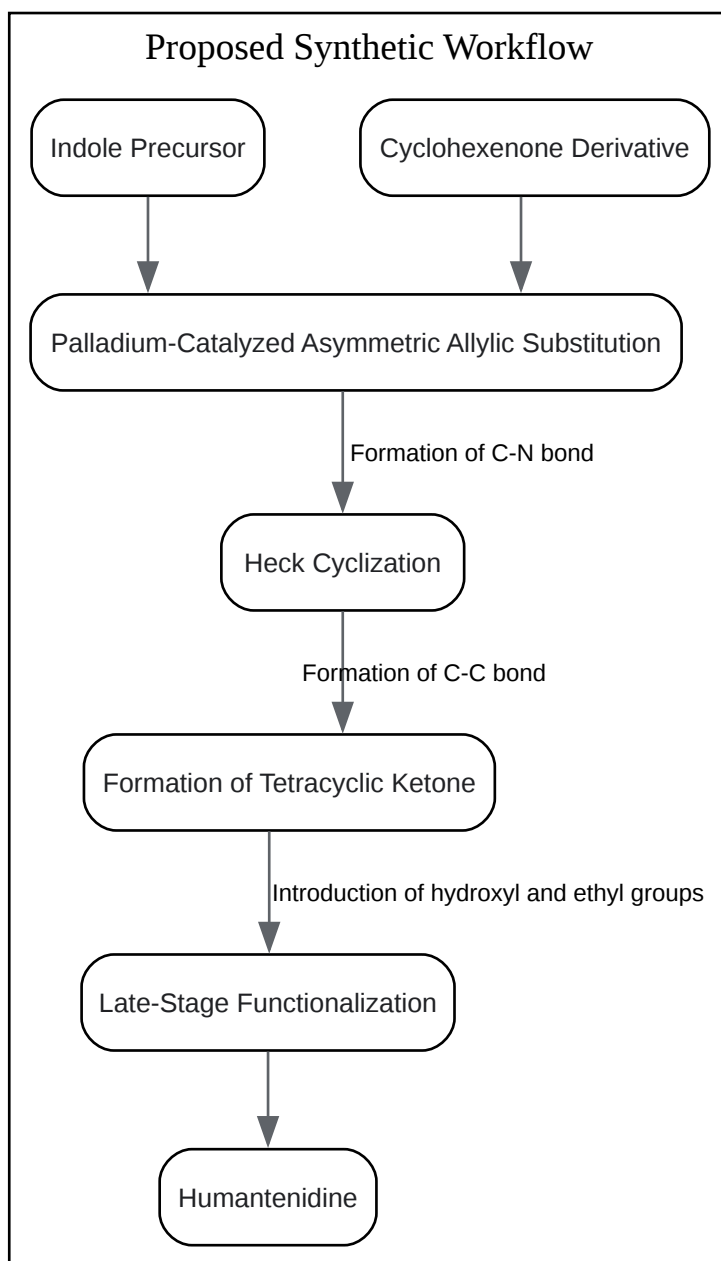 Proposed Synthetic Workflow
Indole Precursor
Cyclohexenone Derivative
Palladium-Catalyzed Asymmetric Allylic Substitution
Formation of C-N bond
Heck Cyclization
Formation of C-C bond
Formation of Tetracyclic Ketone
Introduction of hydroxyl and ethyl groups
Late-Stage Functionalization
Humantenidine